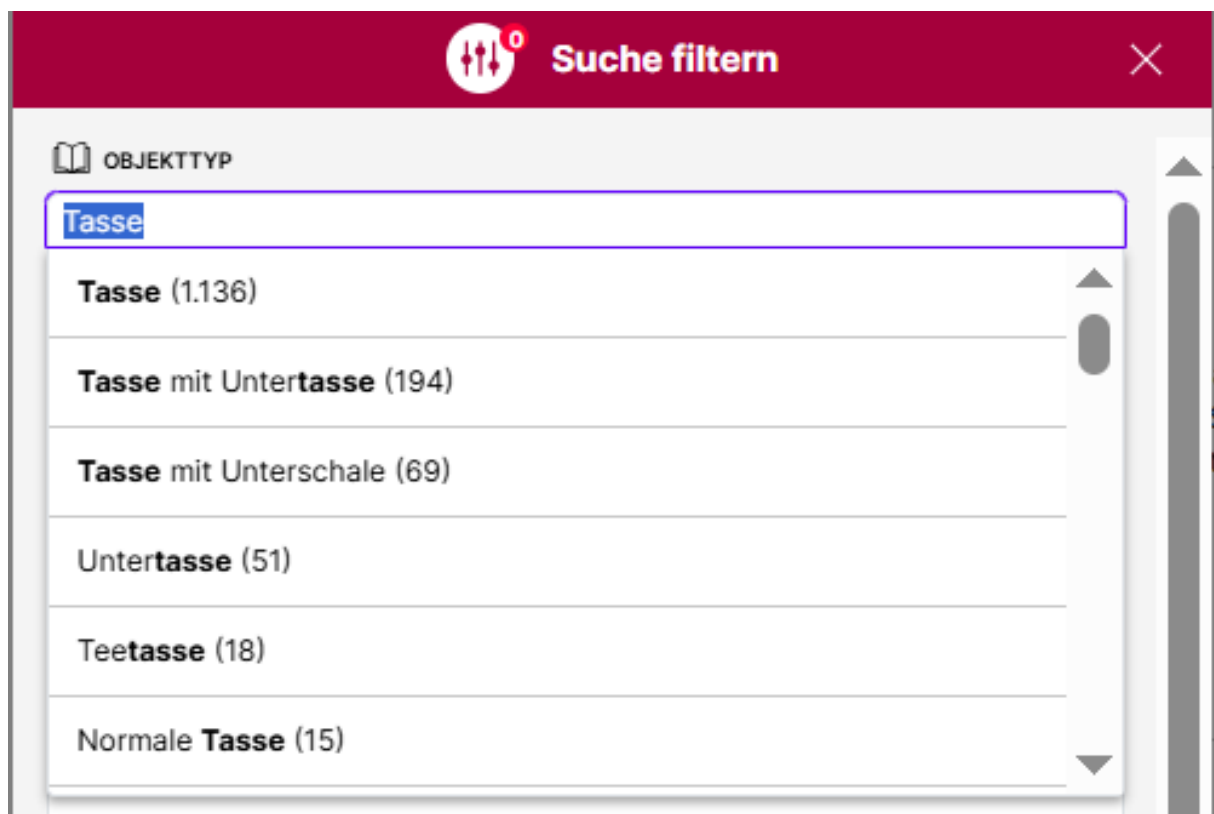 0
Suche filtern
OBJEKTTYP
Tasse
Tasse (1.136)
Tasse mit Untertasse (194)
Tasse mit Unterschale (69)
Untertasse (51)
Teetasse (18)
Normale Tasse (15)